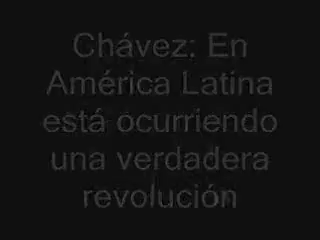 Chávez: En
América Latina
está ocurriendo
una verdadera
revolución